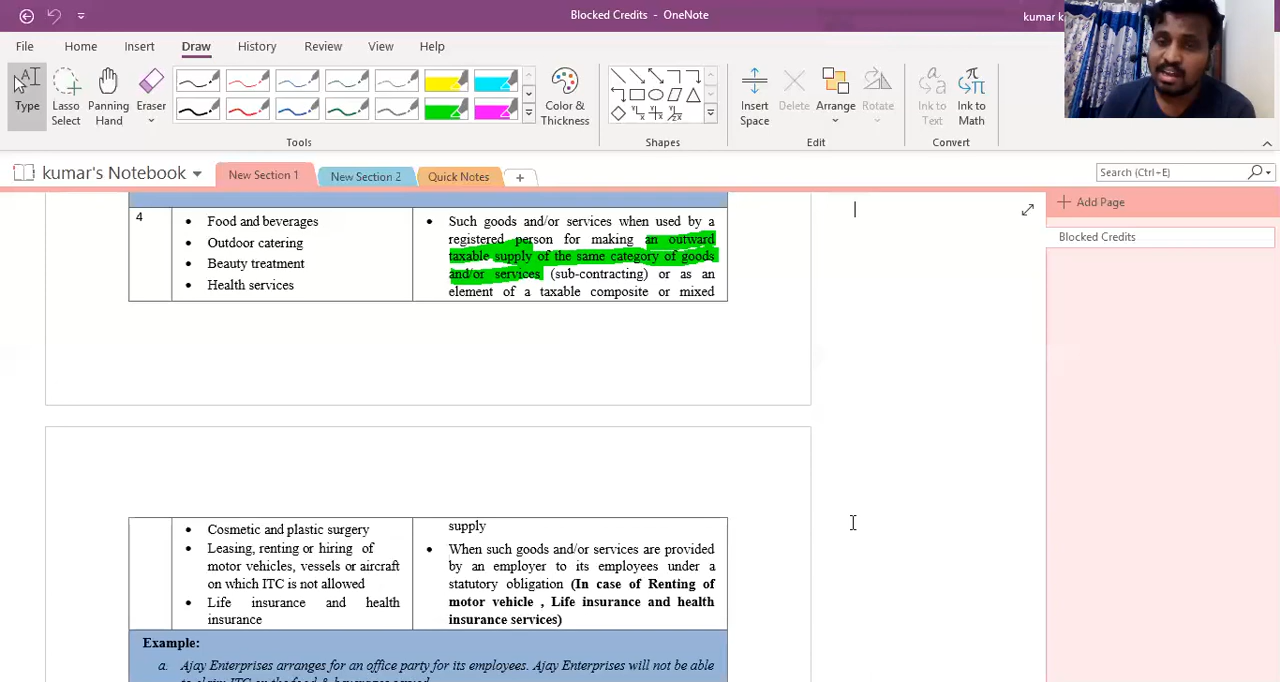 Blocked Credits - OneNote
kumar k
File Home Insert Draw History Review View Help
Type
Lasso Select
Panning Hand
Eraser
Color & Thickness
Insert Space
Delete
Arrange
Rotate
Ink to Text
Ink to Math
Tools
Shapes
Edit
Convert
kumar's Notebook
New Section 1
New Section 2
Quick Notes
Search (Ctrl+E)
Add Page
Blocked Credits
4
• Food and beverages
• Outdoor catering
• Beauty treatment
• Health services
• Such goods and/or services when used by a
registered person for making an outward
taxable supply of the same category of goods
and/or services (sub-contracting) or as an
element of a taxable composite or mixed
• Cosmetic and plastic surgery
• Leasing, renting or hiring of
motor vehicles, vessels or aircraft
on which ITC is not allowed
• Life insurance and health
insurance
supply
• When such goods and/or services are provided
by an employer to its employees under a
statutory obligation (In case of Renting of
motor vehicle , Life insurance and health
insurance services)
Example:
a. Ajay Enterprises arranges for an office party for its employees. Ajay Enterprises will not be able
to claim ITC on the food & beverages served.